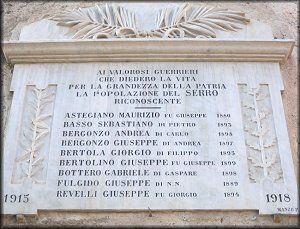 AI VALOROSI GUERRIERI
CHE DIEDERO LA VITA
PER LA GRANDEZZA DELLA PATRIA
LA POPOLAZIONE DEL SERRO
RICONOSCENTE
ASTEGIANO MAURIZIO FU GIUSEPPE 1880
BASSO SEBASTIANO DI PIETRO 1895
BERGONZO ANDREA DI CARLO 1898
BERGONZO GIUSEPPE DI ANDREA 1897
BERTOLA GIORGIO DI FILIPPO 1893
BERTOLINO GIUSEPPE FU GIUSEPPE 1899
BOTTERO GABRIELE DI GASPARE 1898
FULGIDO GIUSEPPE DI N.N. 1889
REVELLI GIUSEPPE FU GIORGIO 1894
1915 1918